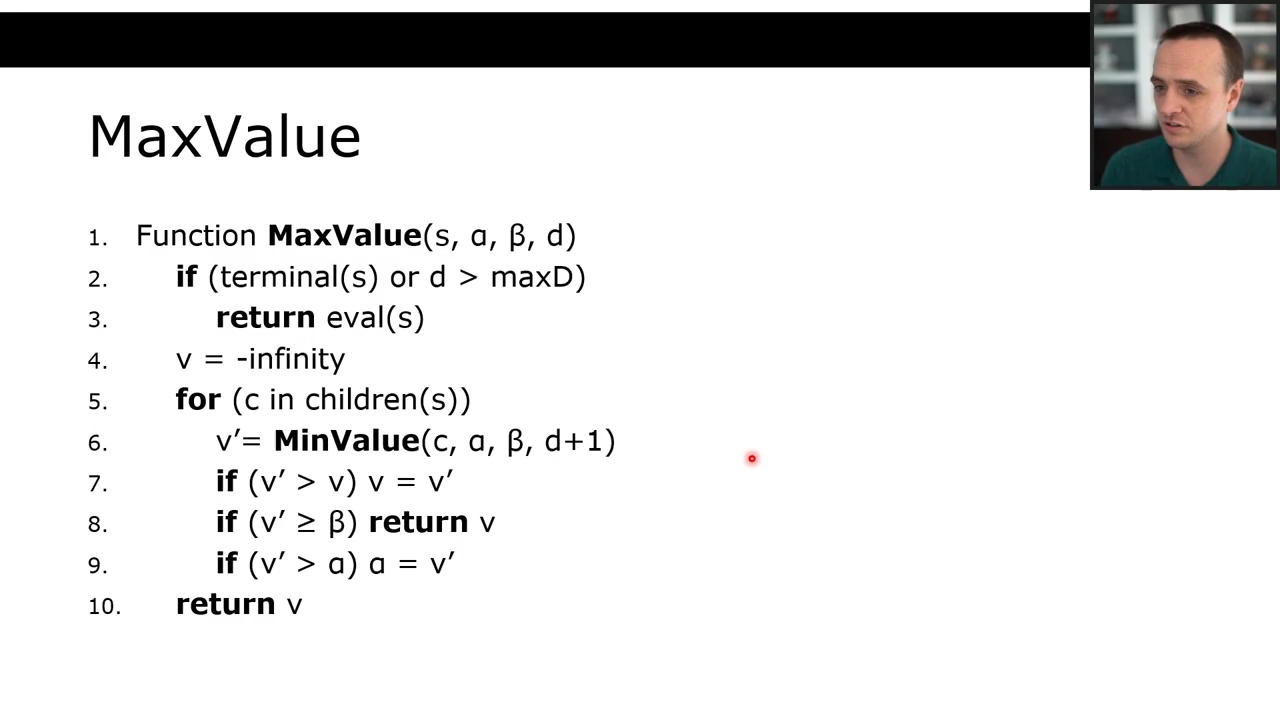 MaxValue
1. Function MaxValue(s, α, β, d)
2. if (terminal(s) or d > maxD)
3. return eval(s)
4. v = -infinity
5. for (c in children(s))
6. v′= MinValue(c, α, β, d+1)
7. if (v′ > v) v = v′
8. if (v′ ≥ β) return v
9. if (v′ > α) α = v′
10. return v